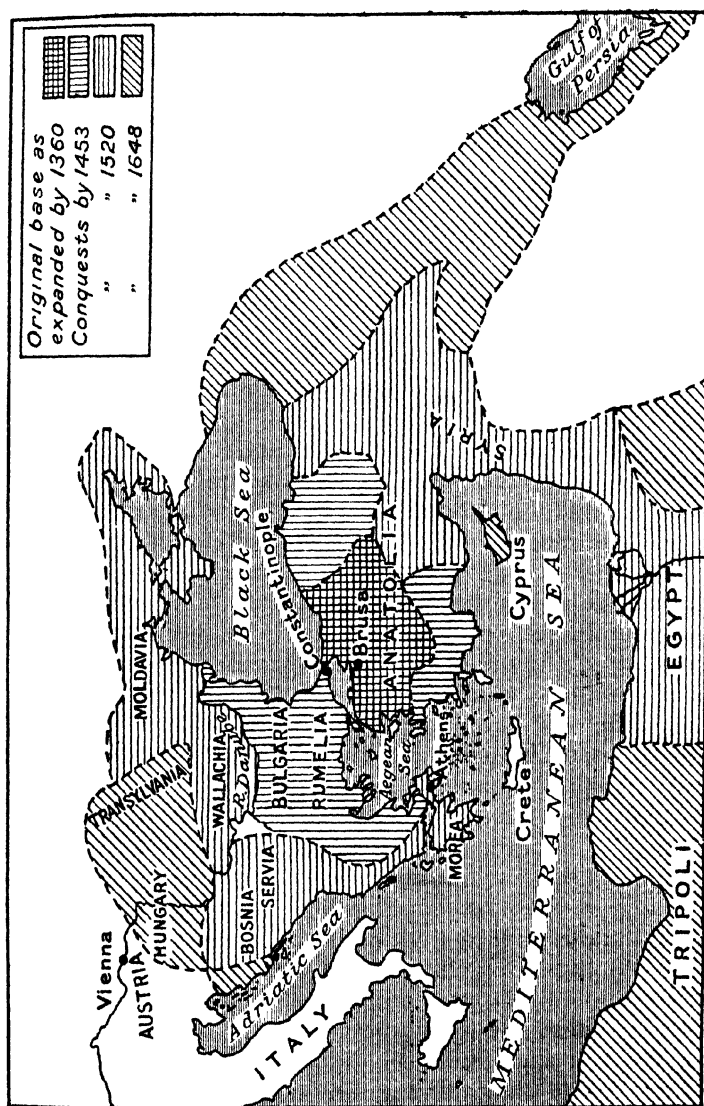 Original base as
expanded by 1360
Conquests by 1453
" " 1520
" " 1648
Gulf of
Persia
Vienna
AUSTRIA
HUNGARY
TRANSYLVANIA
MOLDAVIA
WALLACHIA
R. Danube
BOSNIA
SERVIA
BULGARIA
RUMELIA
Black Sea
Constantinople
Brusa
ANATOLIA
SYRIA
Adriatic Sea
ITALY
Aegean
Sea
Athens
MOREA
Crete
Cyprus
MEDITERRANEAN SEA
TRIPOLI
EGYPT